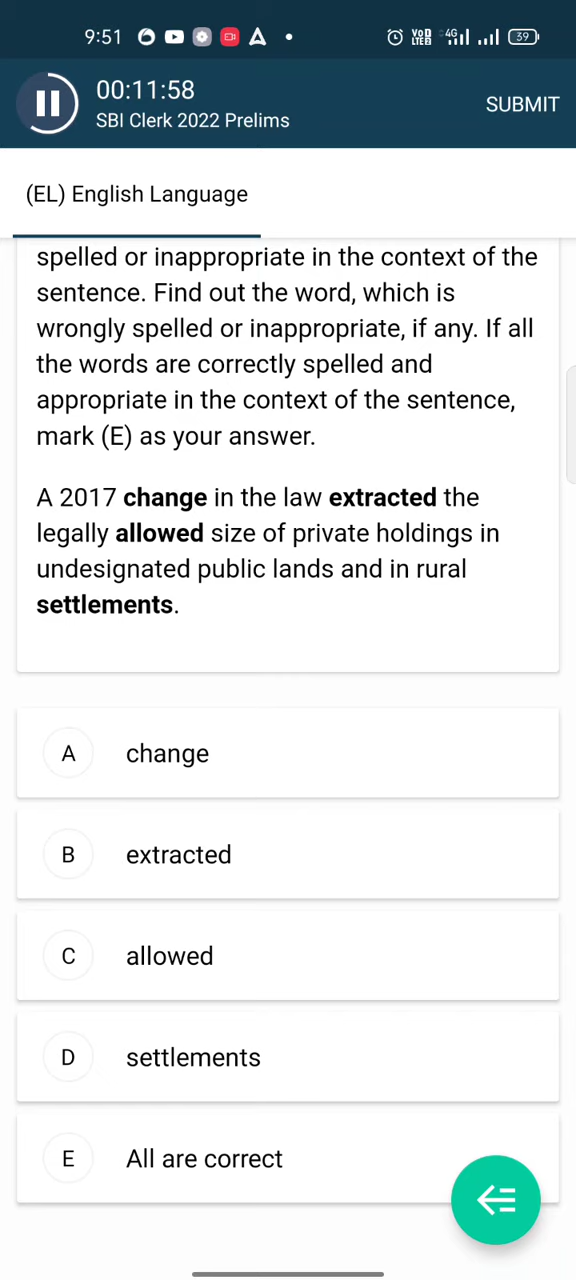 9:51 VoD LTE2 4G 39
00:11:58
SBI Clerk 2022 Prelims
SUBMIT
(EL) English Language
spelled or inappropriate in the context of the
sentence. Find out the word, which is
wrongly spelled or inappropriate, if any. If all
the words are correctly spelled and
appropriate in the context of the sentence,
mark (E) as your answer.
A 2017 change in the law extracted the
legally allowed size of private holdings in
undesignated public lands and in rural
settlements.
A change
B extracted
C allowed
D settlements
E All are correct